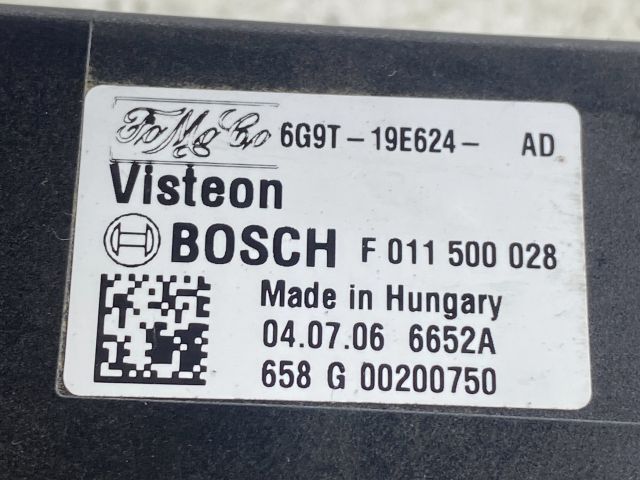 FoMoCo 6G9T-19E624- AD
Visteon
BOSCH F 011 500 028
Made in Hungary
04.07.06 6652A
658 G 00200750